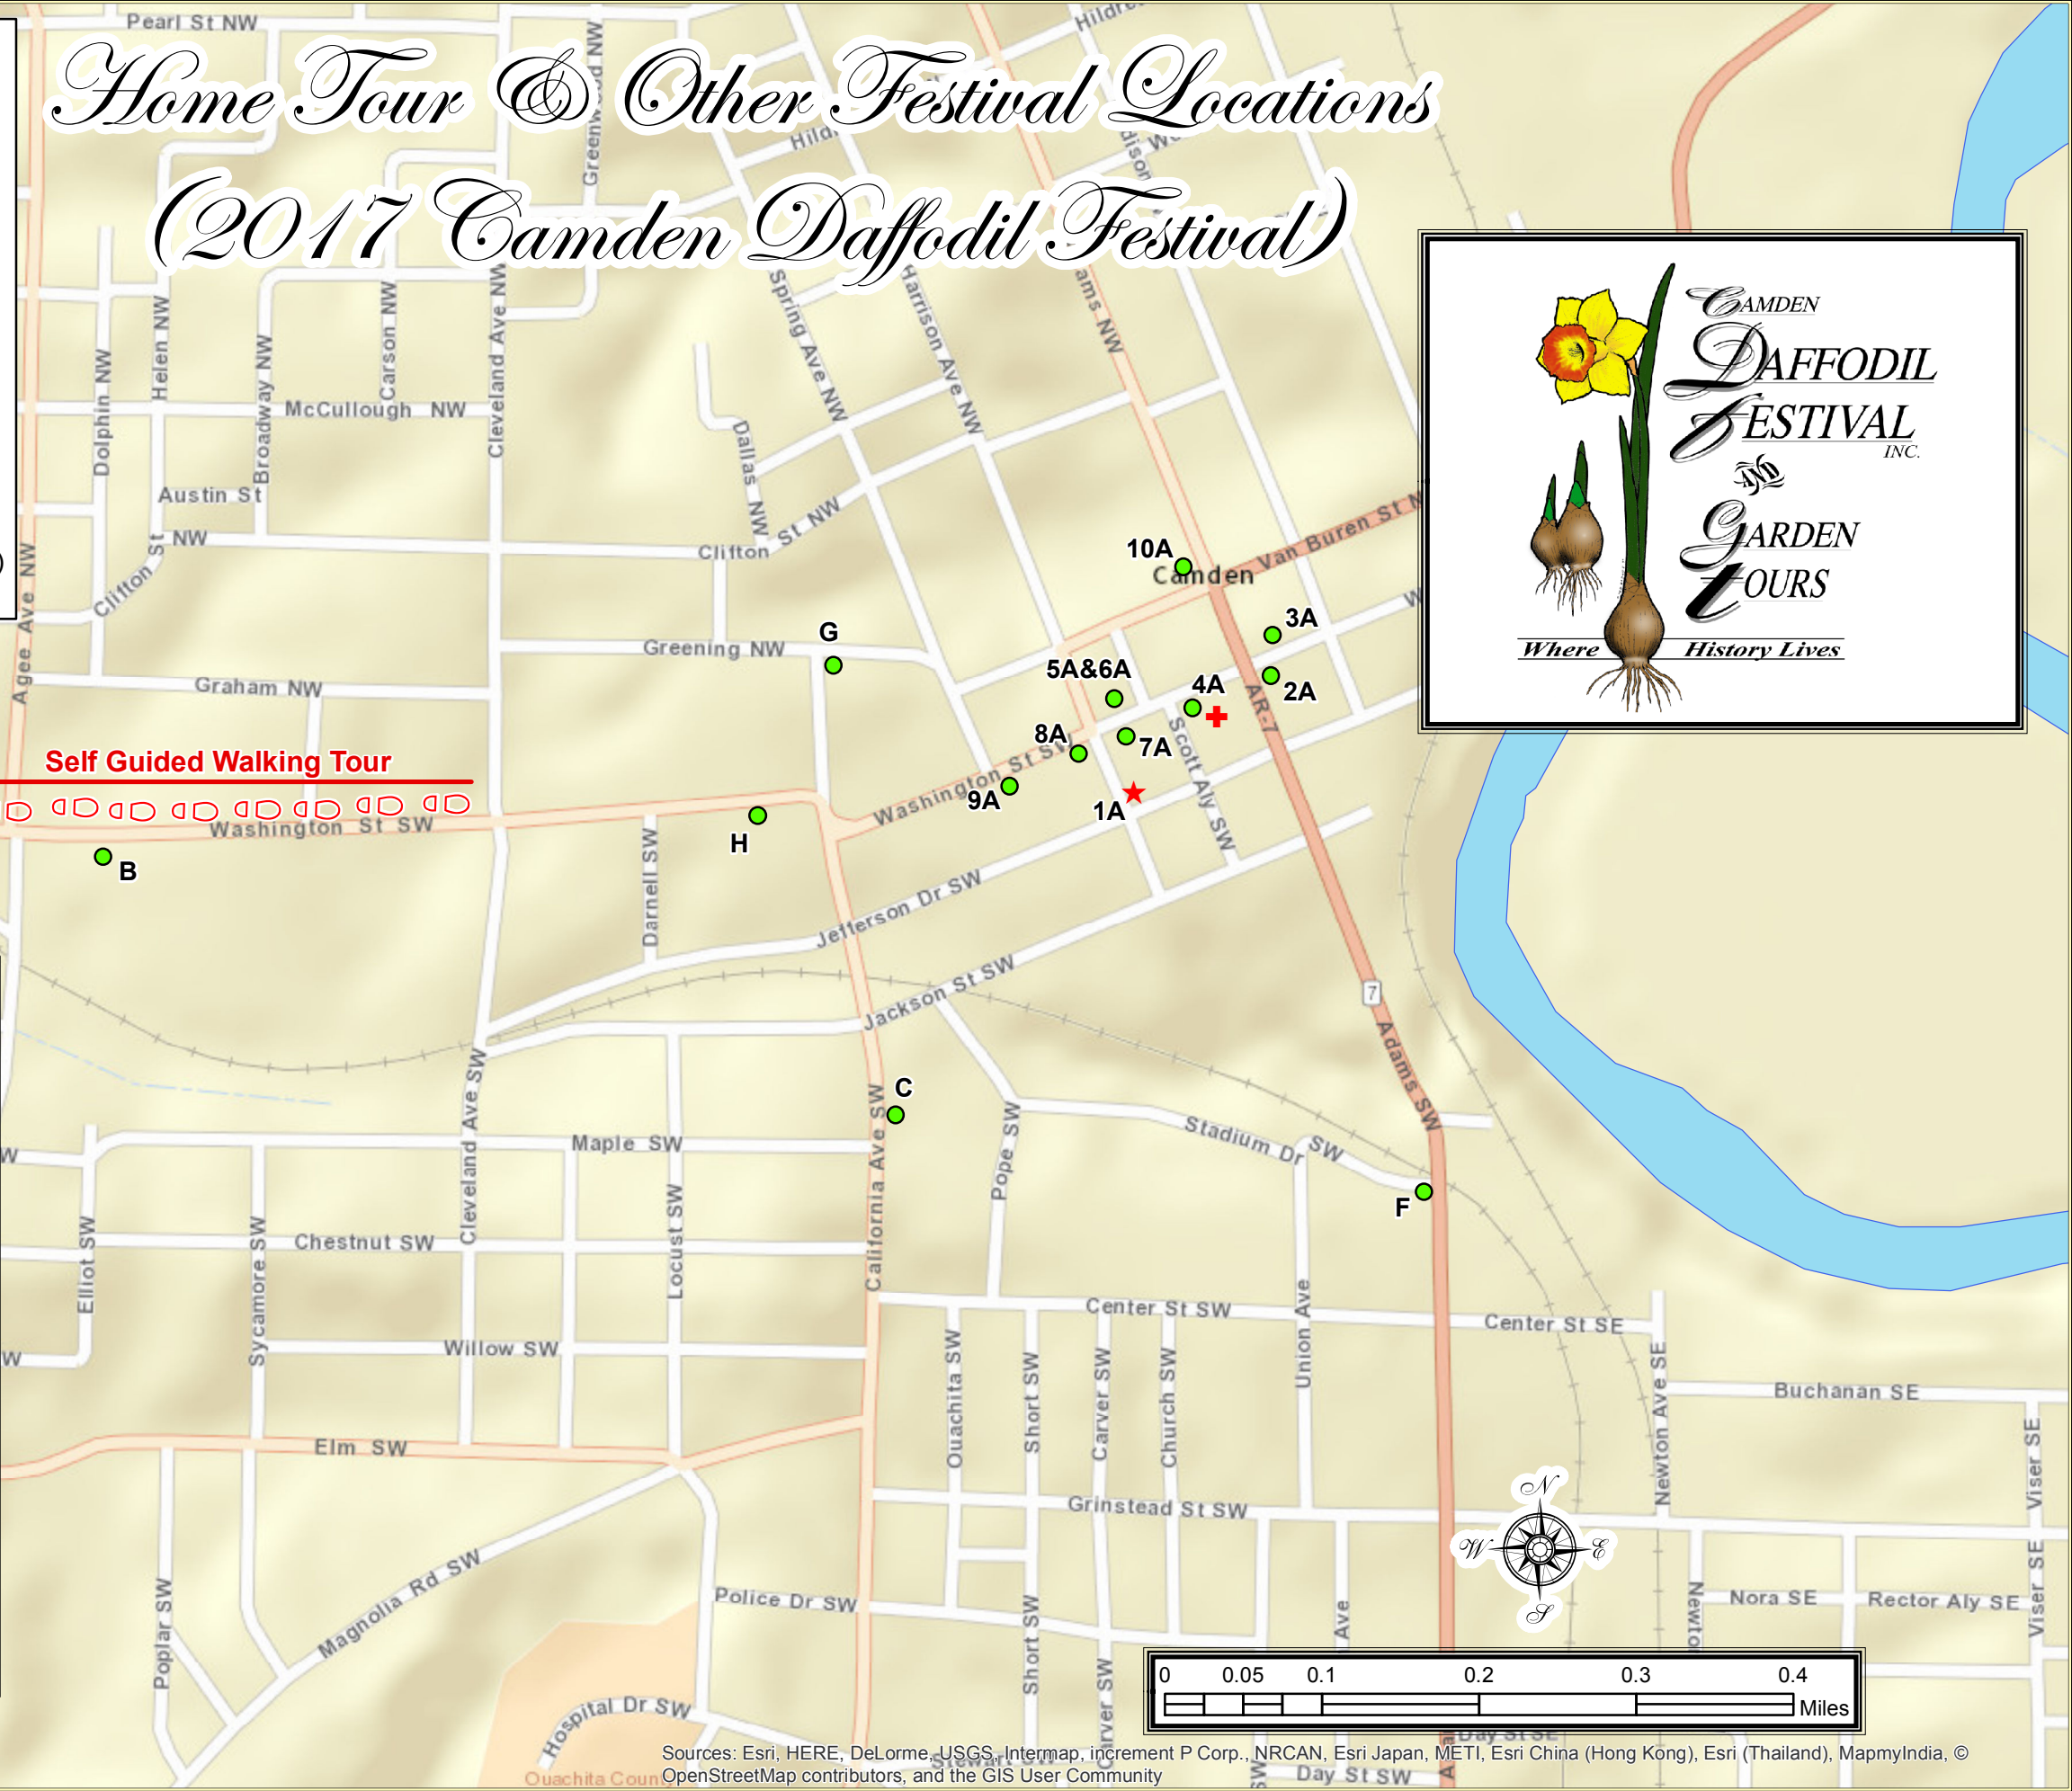 Home Tour & Other Festival Locations
(2017 Camden Daffodil Festival)
Pearl St NW
CAMDEN
DAFFODIL
FESTIVAL
INC.
AND
GARDEN
TOURS
Where History Lives
Dolphin NW
Helen NW
Broadway NW
Carson NW
Cleveland Ave NW
Spring Ave NW
Harrison Ave NW
McCullough NW
Austin St
Clifton St NW
Dallas NW
Clifton St NW
Agee Ave NW
Van Buren St
10A
Camden
3A
Greening NW
G
Graham NW
5A&6A
4A
2A
AR-7
8A
7A
Scott Aly SW
Self Guided Walking Tour
Washington St SW
Washington St SW
9A
1A
H
B
Darnell SW
Jefferson Dr SW
Jackson St SW
7
Adams SW
C
Cleveland Ave SW
Maple SW
California Ave SW
Pope SW
Stadium Dr SW
F
Elliot SW
Sycamore SW
Chestnut SW
Locust SW
Center St SW
Union Ave
Center St SE
Willow SW
Ouachita SW
Short SW
Carver SW
Church SW
Newton Ave SE
Buchanan SE
Viser SE
Elm SW
Grinstead St SW
N
W E
S
Magnolia Rd SW
Poplar SW
Police Dr SW
Short SW
Carver SW
Ave
Nora SE
Rector Aly SE
Viser SE
0 0.05 0.1 0.2 0.3 0.4
Miles
Hospital Dr SW
Day St SE
Sources: Esri, HERE, DeLorme, USGS, Intermap, increment P Corp., NRCAN, Esri Japan, METI, Esri China (Hong Kong), Esri (Thailand), MapmyIndia, ©
OpenStreetMap contributors, and the GIS User Community
Day St SW